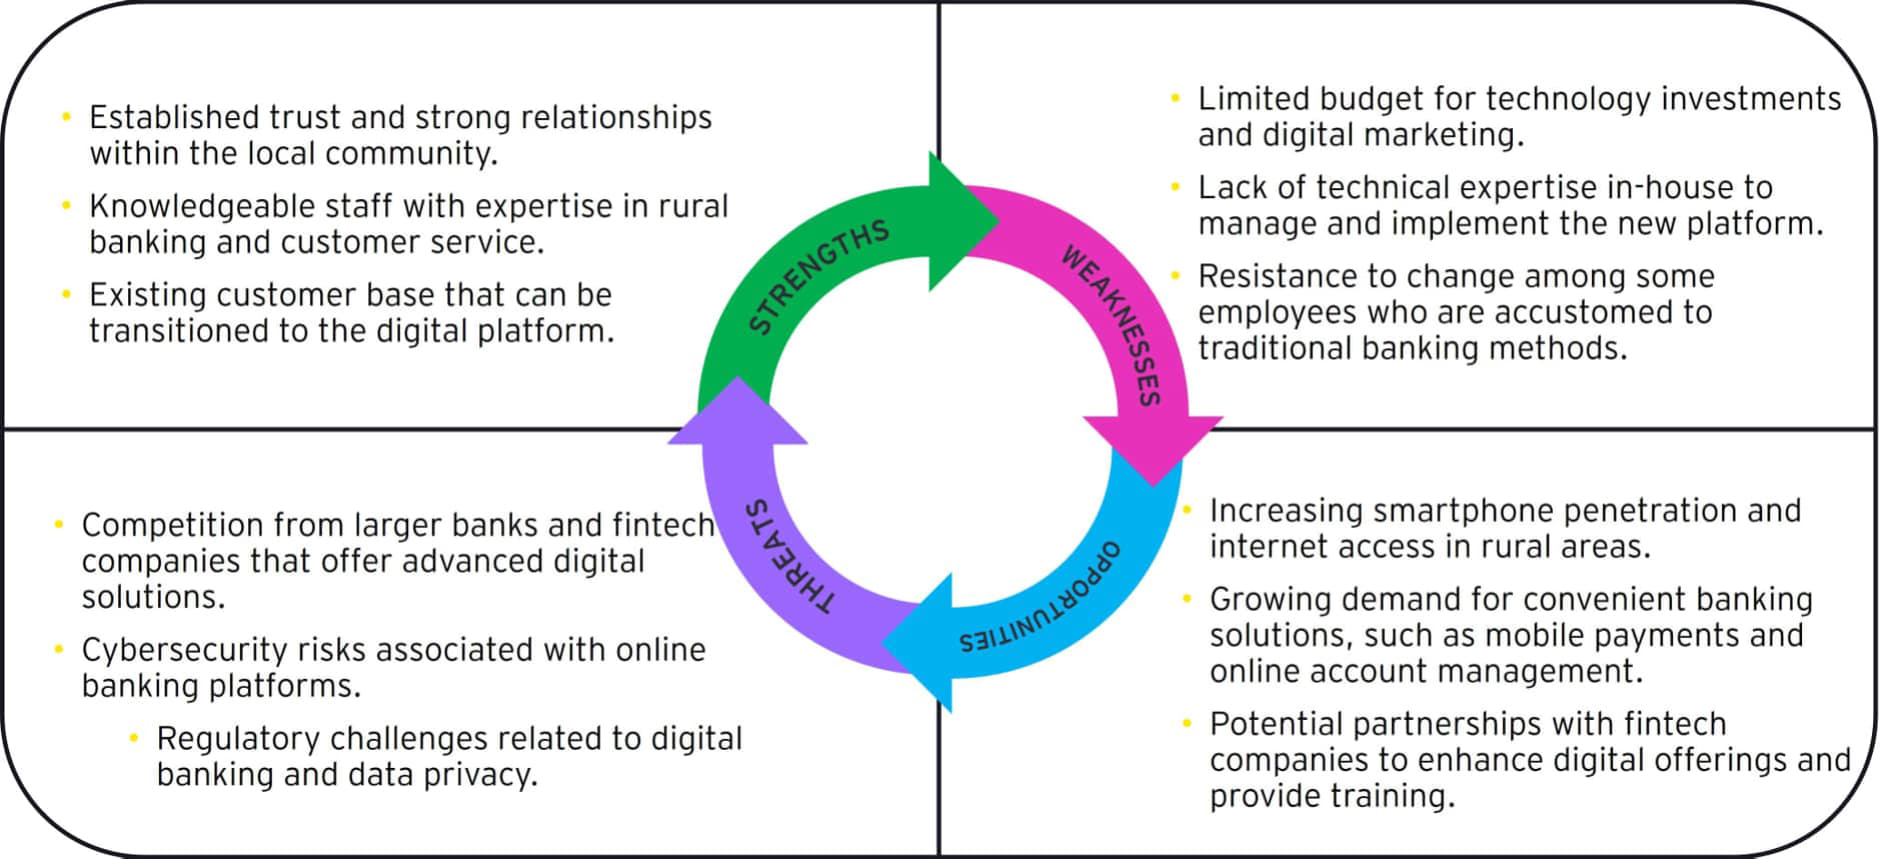 • Established trust and strong relationships
within the local community.
• Knowledgeable staff with expertise in rural
banking and customer service.
• Existing customer base that can be
transitioned to the digital platform.
STRENGTHS
• Limited budget for technology investments
and digital marketing.
• Lack of technical expertise in-house to
manage and implement the new platform.
• Resistance to change among some
employees who are accustomed to
traditional banking methods.
WEAKNESSES
• Competition from larger banks and fintech
companies that offer advanced digital
solutions.
• Cybersecurity risks associated with online
banking platforms.
• Regulatory challenges related to digital
banking and data privacy.
THREATS
• Increasing smartphone penetration and
internet access in rural areas.
• Growing demand for convenient banking
solutions, such as mobile payments and
online account management.
• Potential partnerships with fintech
companies to enhance digital offerings and
provide training.
OPPORTUNITIES